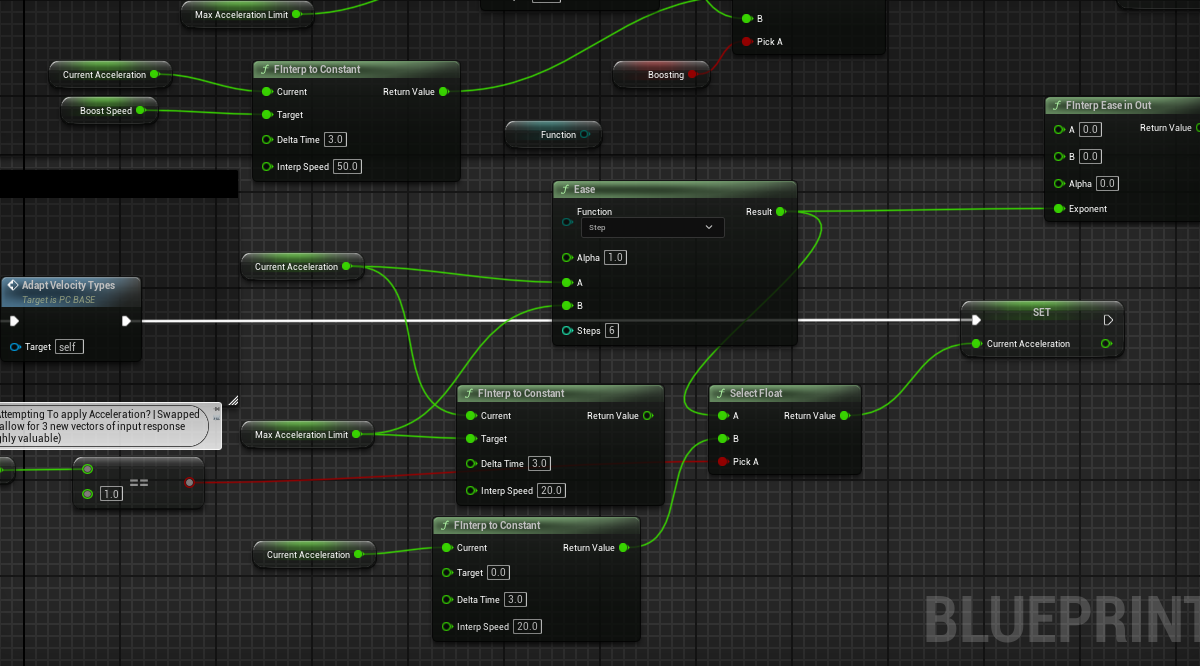 Max Acceleration Limit
B
Pick A
Boosting
Current Acceleration
Boost Speed
FInterp to Constant
Current
Return Value
Target
Delta Time 3.0
Interp Speed 50.0
Function
FInterp Ease in Out
A 0.0
Return Value
B 0.0
Alpha 0.0
Exponent
Ease
Function
Result
Step
Alpha 1.0
A
B
Steps 6
Current Acceleration
Adapt Velocity Types
Target is PC BASE
Target self
SET
Current Acceleration
Attempting To apply Acceleration? | Swapped
allow for 3 new vectors of input response
ghly valuable)
Max Acceleration Limit
FInterp to Constant
Current
Return Value
Target
Delta Time 3.0
Interp Speed 20.0
Select Float
A
Return Value
B
Pick A
==
1.0
Current Acceleration
FInterp to Constant
Current
Return Value
Target 0.0
Delta Time 3.0
Interp Speed 20.0
BLUEPRINT